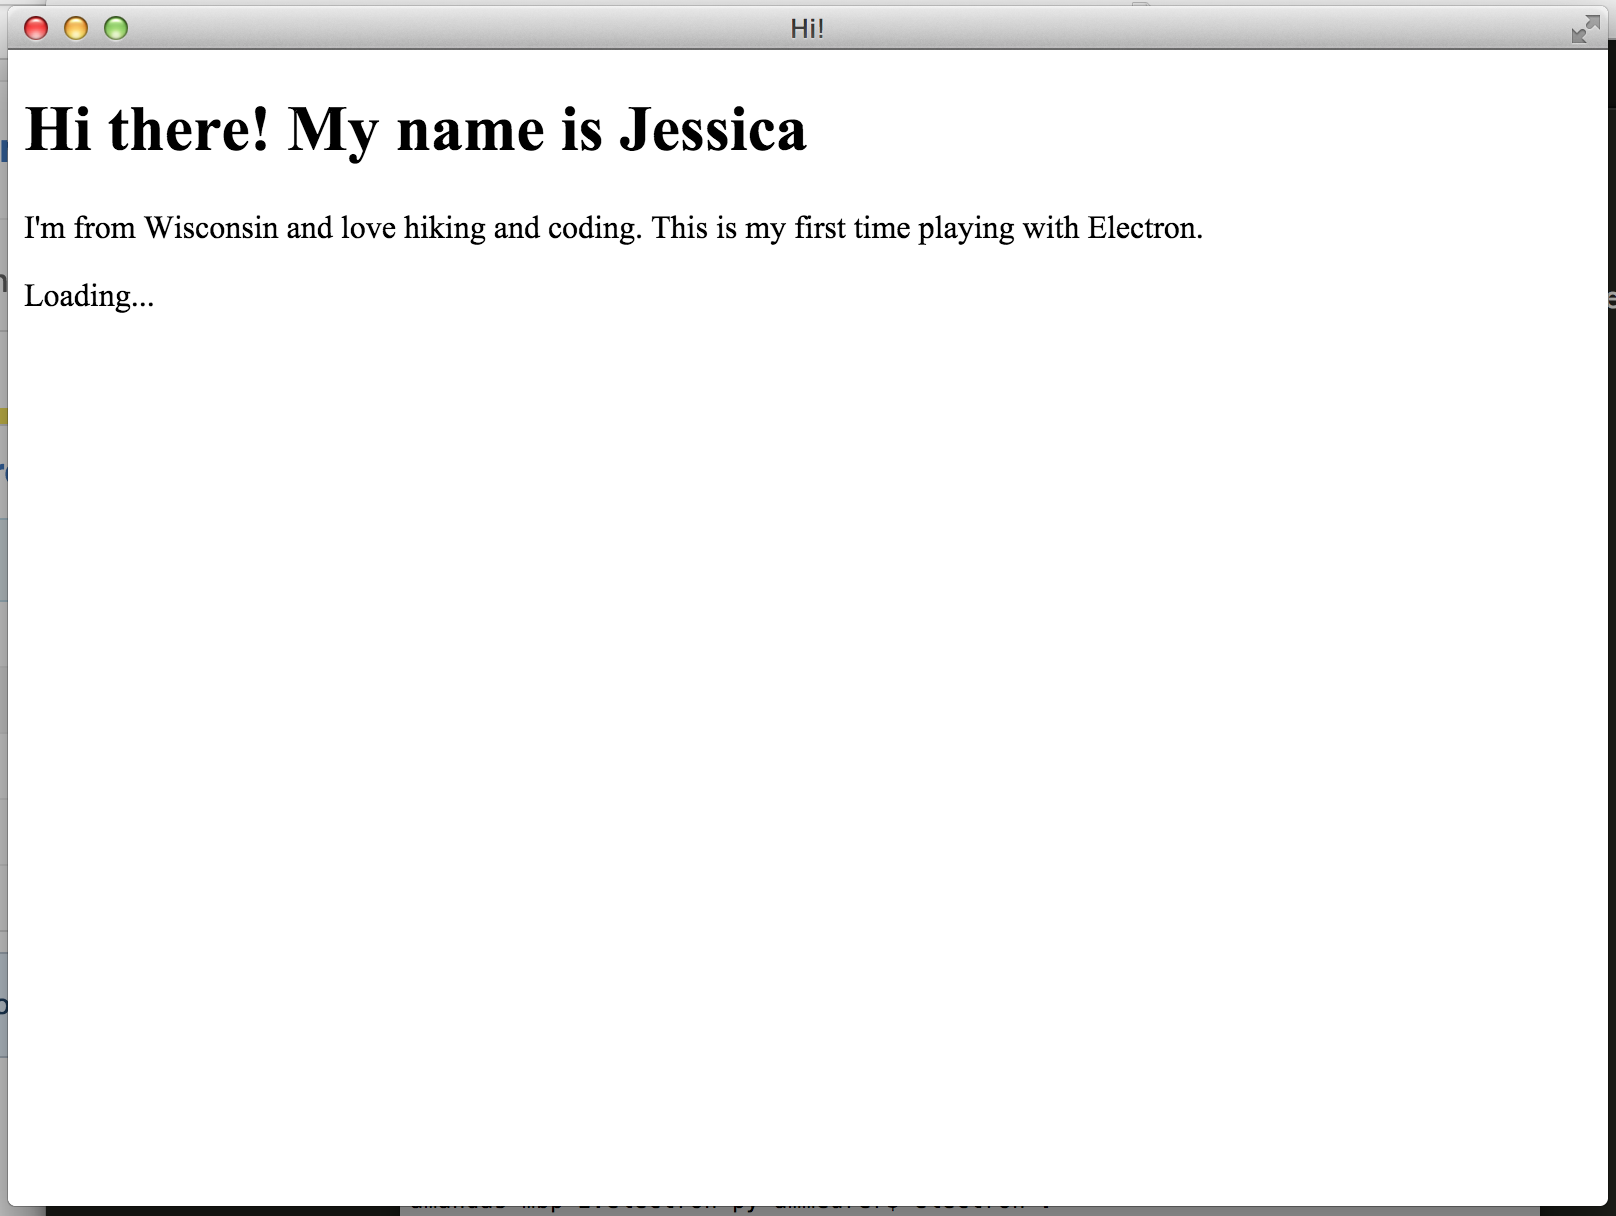 Hi!
Hi there! My name is Jessica
I'm from Wisconsin and love hiking and coding. This is my first time playing with Electron.
Loading...